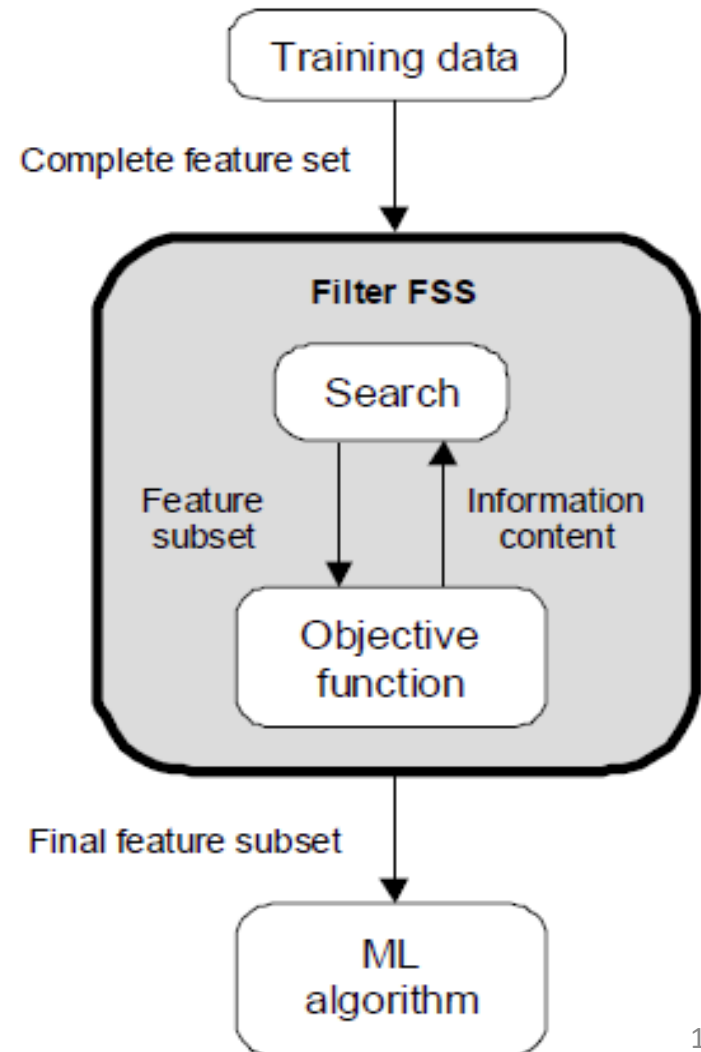 Training data
Complete feature set
Filter FSS
Search
Feature
subset
Information
content
Objective
function
Final feature subset
ML
algorithm
1